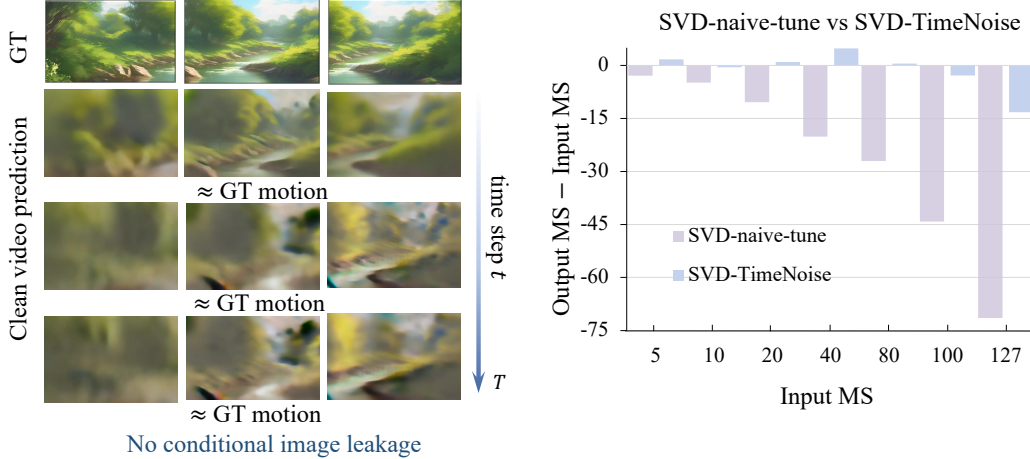 GT
Clean video prediction
≈ GT motion
≈ GT motion
≈ GT motion
time step t
T
No conditional image leakage
SVD-naive-tune vs SVD-TimeNoise
Output MS − Input MS
0
-15
-30
-45
-60
-75
SVD-naive-tune
SVD-TimeNoise
5 10 20 40 80 100 127
Input MS